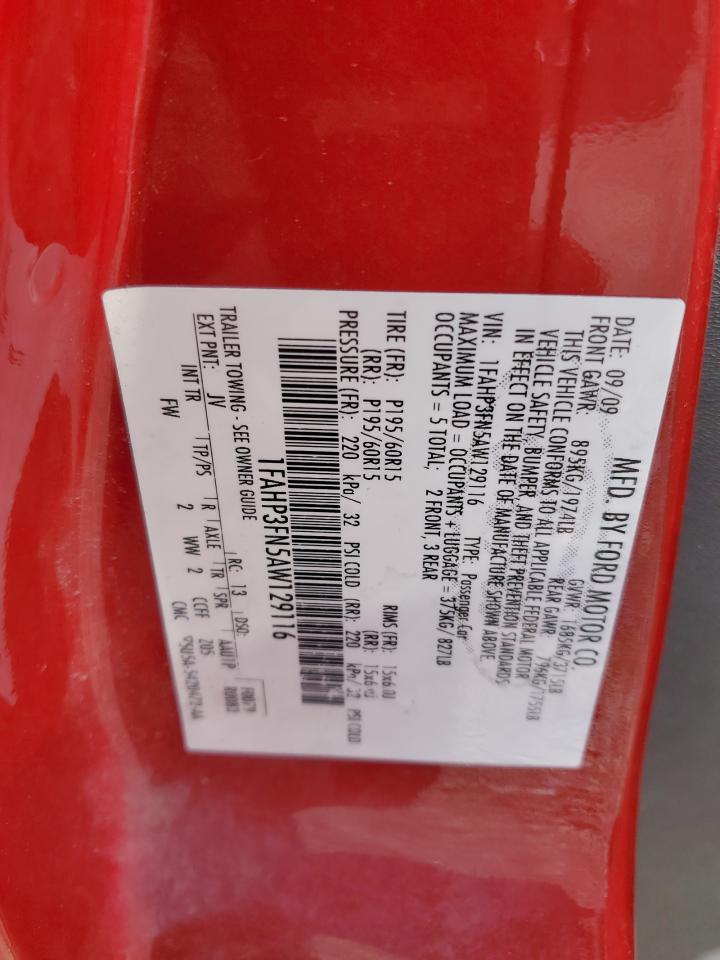 MFD. BY FORD MOTOR CO.
DATE: 09/09 GVWR: 1685KG/3715LB
FRONT GAWR: 895KG/1974LB REAR GAWR: 796KG/1755LB
THIS VEHICLE CONFORMS TO ALL APPLICABLE FEDERAL MOTOR
VEHICLE SAFETY, BUMPER, AND THEFT PREVENTION STANDARDS
IN EFFECT ON THE DATE OF MANUFACTURE SHOWN ABOVE.
VIN: 1FAHP3FN5AW129116 TYPE: Passenger Car
MAXIMUM LOAD = OCCUPANTS + LUGGAGE = 375KG/ 827LB
OCCUPANTS = 5 TOTAL; 2 FRONT, 3 REAR
TIRE (FR): P195/60R15 RIMS (FR): 15x6.0J
(RR): P195/60R15 (RR): 15x6.0J
PRESSURE (FR): 220 kPa/ 32 PSI COLD (RR): 220 kPa/ 32 PSI COLD
1FAHP3FN5AW129116
TRAILER TOWING - SEE OWNER GUIDE
EXT PNT: JV RC: 13 DSO:
INT TR TP/PS R AXLE TR SPR
FW 2 WW 2 CCFF 205
CMC